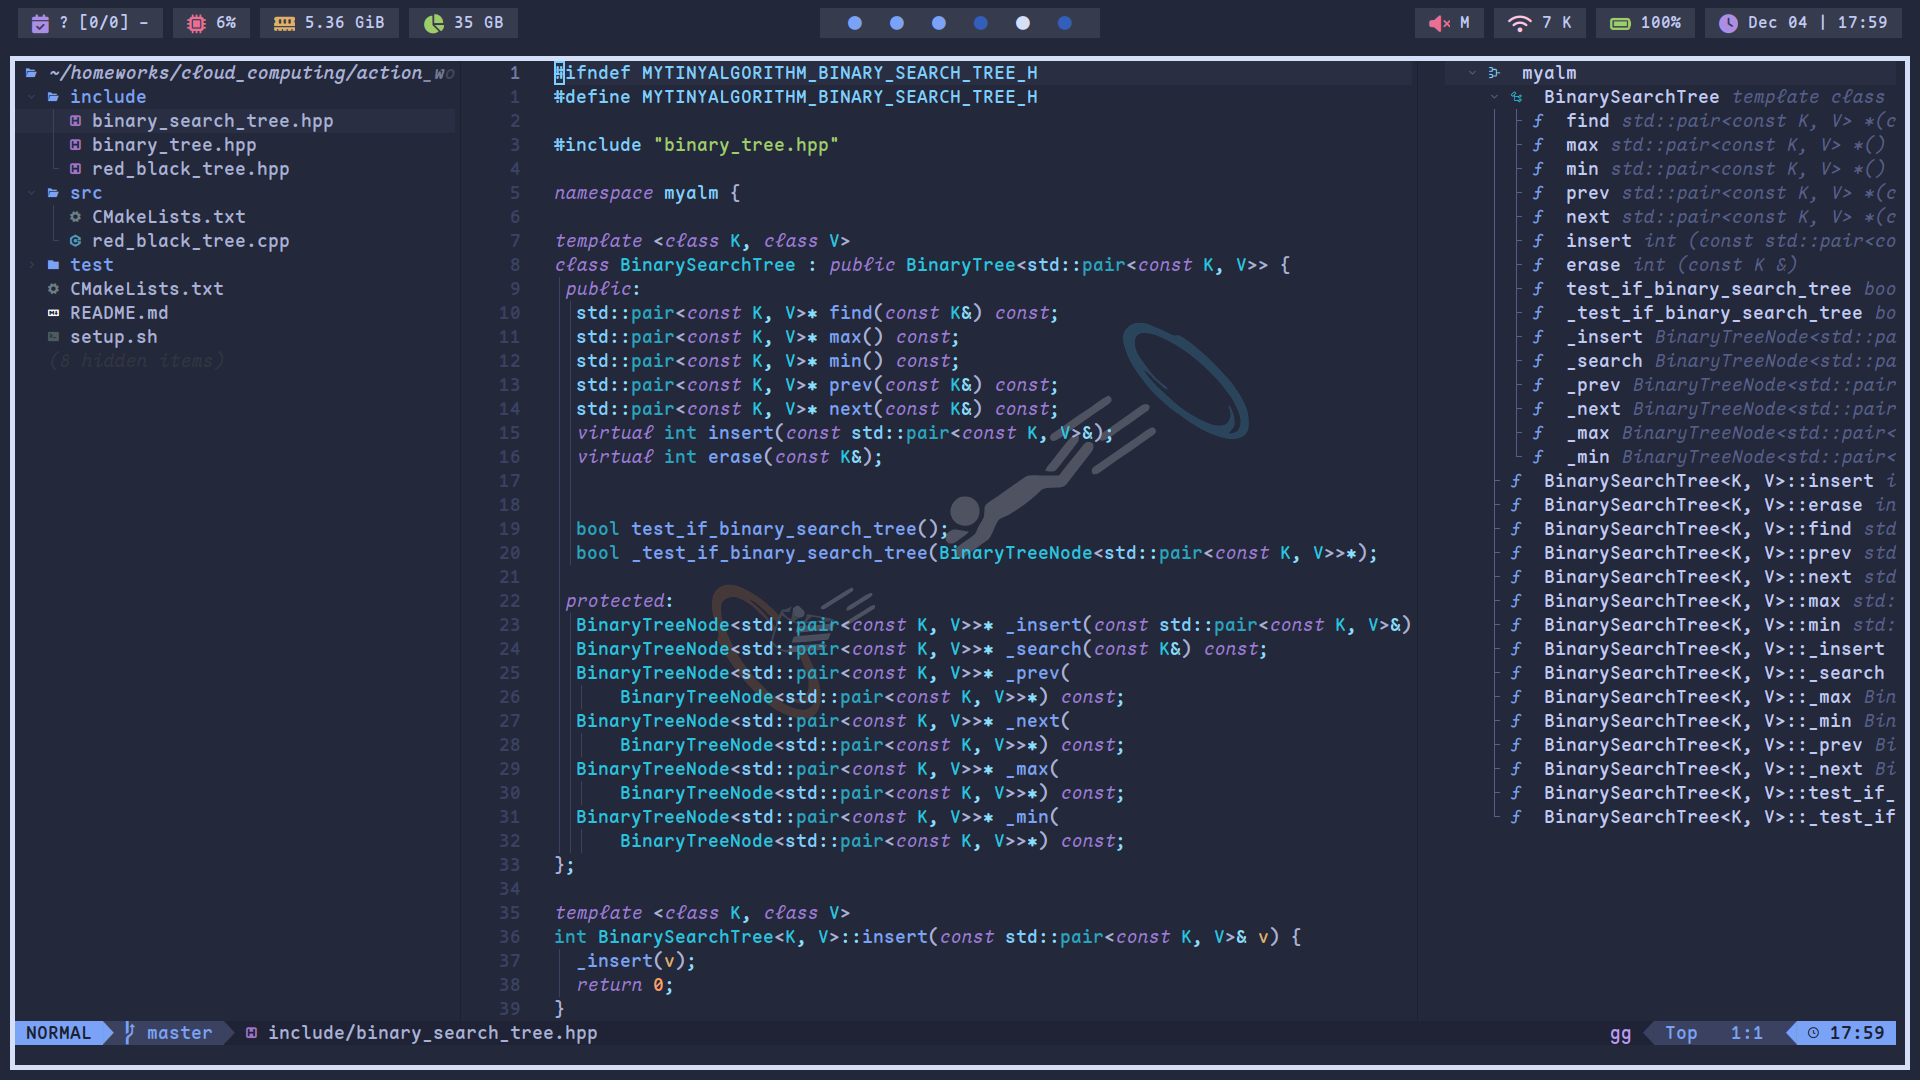 ? [0/0] -
6%
5.36 GiB
35 GB
M
7 K
100%
Dec 04 | 17:59
~/homeworks/cloud_computing/action_wo
include
binary_search_tree.hpp
binary_tree.hpp
red_black_tree.hpp
src
CMakeLists.txt
red_black_tree.cpp
test
CMakeLists.txt
README.md
setup.sh
(8 hidden items)
1 #ifndef MYTINYALGORITHM_BINARY_SEARCH_TREE_H
1 #define MYTINYALGORITHM_BINARY_SEARCH_TREE_H
2
3 #include "binary_tree.hpp"
4
5 namespace myalm {
6
7 template <class K, class V>
8 class BinarySearchTree : public BinaryTree<std::pair<const K, V>> {
9 public:
10 std::pair<const K, V>* find(const K&) const;
11 std::pair<const K, V>* max() const;
12 std::pair<const K, V>* min() const;
13 std::pair<const K, V>* prev(const K&) const;
14 std::pair<const K, V>* next(const K&) const;
15 virtual int insert(const std::pair<const K, V>&);
16 virtual int erase(const K&);
17
18
19 bool test_if_binary_search_tree();
20 bool _test_if_binary_search_tree(BinaryTreeNode<std::pair<const K, V>>*);
21
22 protected:
23 BinaryTreeNode<std::pair<const K, V>>* _insert(const std::pair<const K, V>&)
24 BinaryTreeNode<std::pair<const K, V>>* _search(const K&) const;
25 BinaryTreeNode<std::pair<const K, V>>* _prev(
26 BinaryTreeNode<std::pair<const K, V>>*) const;
27 BinaryTreeNode<std::pair<const K, V>>* _next(
28 BinaryTreeNode<std::pair<const K, V>>*) const;
29 BinaryTreeNode<std::pair<const K, V>>* _max(
30 BinaryTreeNode<std::pair<const K, V>>*) const;
31 BinaryTreeNode<std::pair<const K, V>>* _min(
32 BinaryTreeNode<std::pair<const K, V>>*) const;
33 };
34
35 template <class K, class V>
36 int BinarySearchTree<K, V>::insert(const std::pair<const K, V>& v) {
37 _insert(v);
38 return 0;
39 }
myalm
BinarySearchTree template class
find std::pair<const K, V> *(c
max std::pair<const K, V> *()
min std::pair<const K, V> *()
prev std::pair<const K, V> *(c
next std::pair<const K, V> *(c
insert int (const std::pair<co
erase int (const K &)
test_if_binary_search_tree boo
_test_if_binary_search_tree bo
_insert BinaryTreeNode<std::pa
_search BinaryTreeNode<std::pa
_prev BinaryTreeNode<std::pair
_next BinaryTreeNode<std::pair
_max BinaryTreeNode<std::pair<
_min BinaryTreeNode<std::pair<
BinarySearchTree<K, V>::insert i
BinarySearchTree<K, V>::erase in
BinarySearchTree<K, V>::find std
BinarySearchTree<K, V>::prev std
BinarySearchTree<K, V>::next std
BinarySearchTree<K, V>::max std:
BinarySearchTree<K, V>::min std:
BinarySearchTree<K, V>::_insert
BinarySearchTree<K, V>::_search
BinarySearchTree<K, V>::_max Bin
BinarySearchTree<K, V>::_min Bin
BinarySearchTree<K, V>::_prev Bi
BinarySearchTree<K, V>::_next Bi
BinarySearchTree<K, V>::test_if_
BinarySearchTree<K, V>::_test_if
NORMAL master include/binary_search_tree.hpp gg Top 1:1 17:59